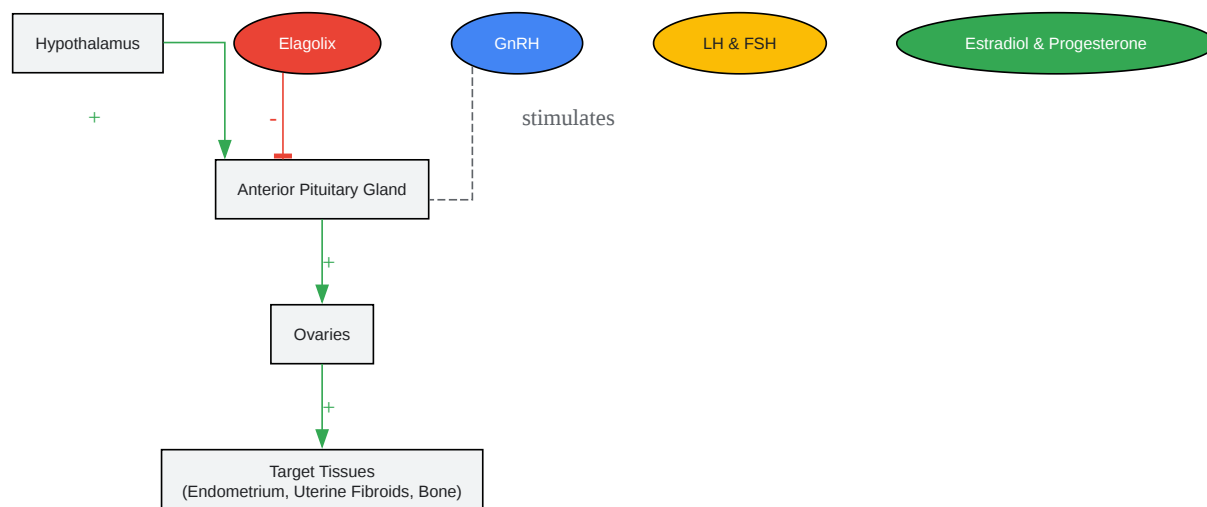 Hypothalamus
Elagolix
GnRH
LH & FSH
Estradiol & Progesterone
+
-
stimulates
Anterior Pituitary Gland
+
Ovaries
+
Target Tissues
(Endometrium, Uterine Fibroids, Bone)